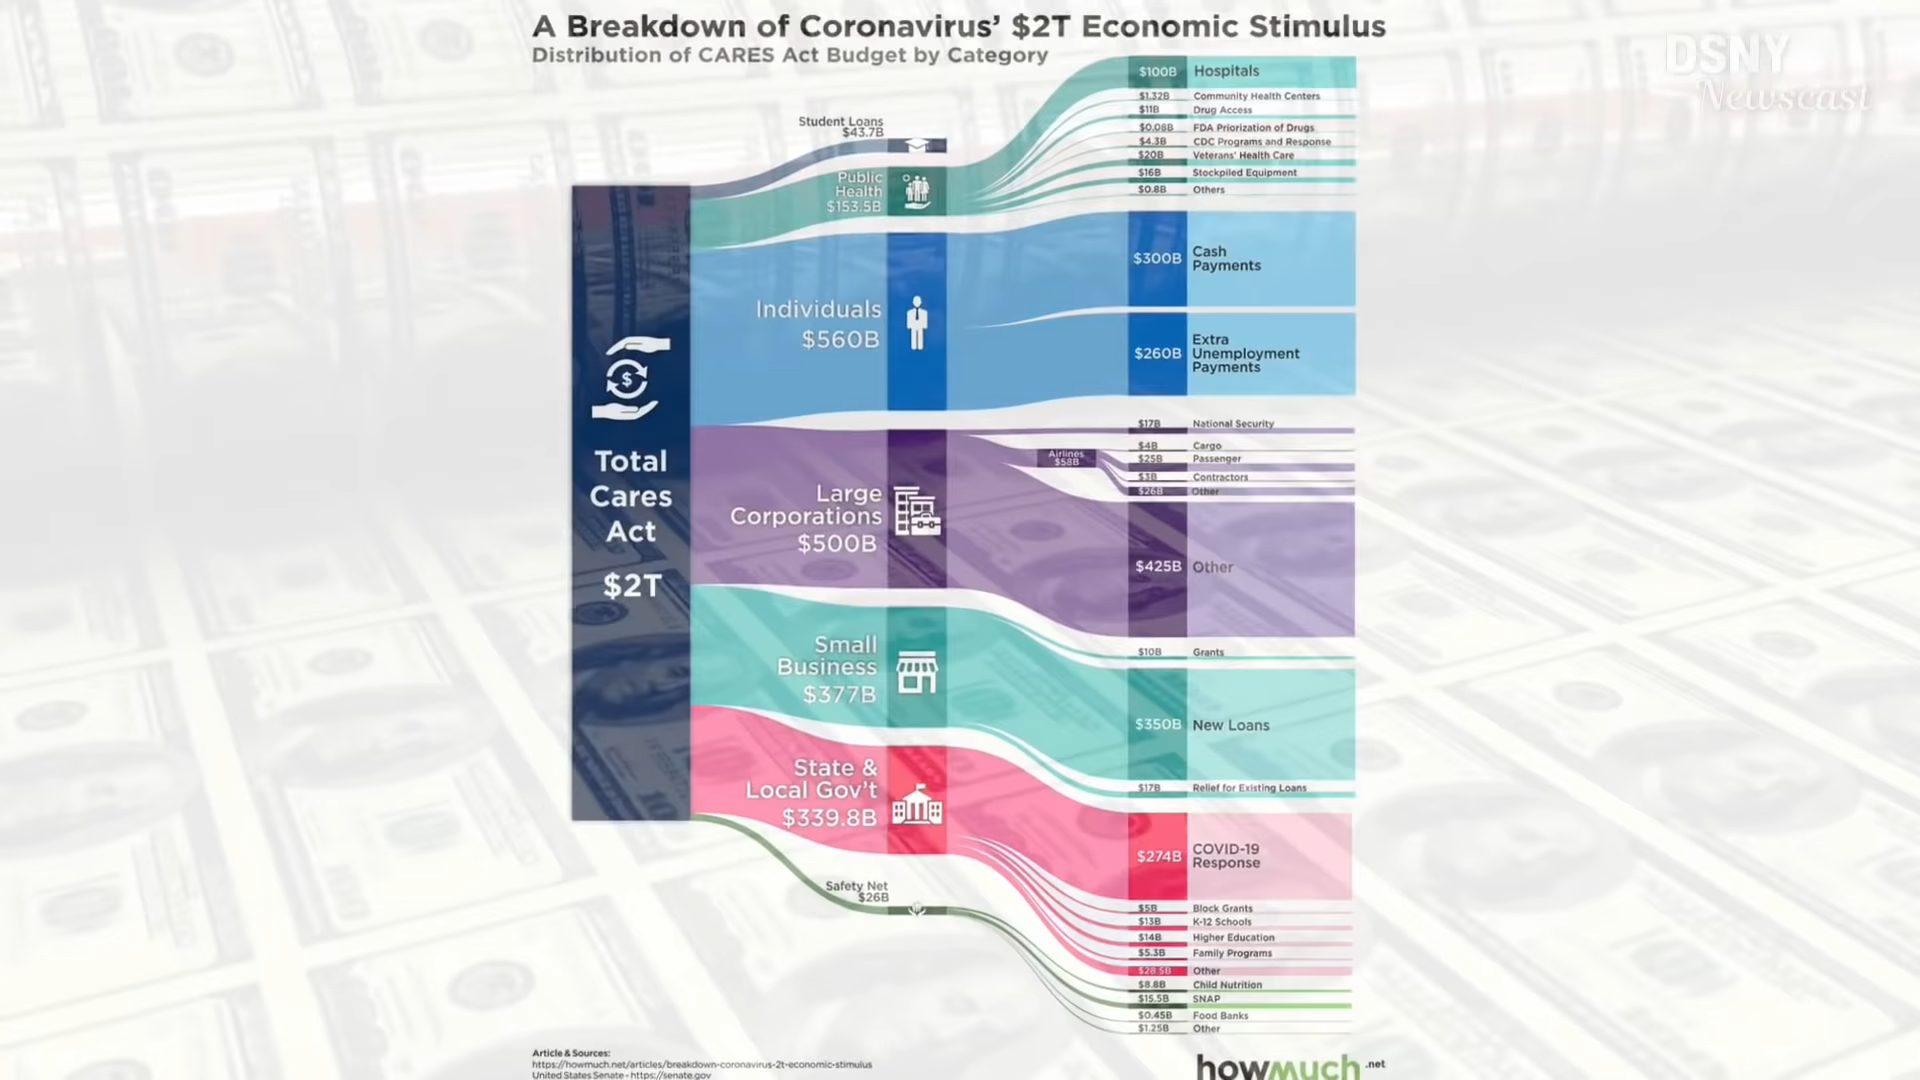 A Breakdown of Coronavirus' $2T Economic Stimulus
Distribution of CARES Act Budget by Category
DSNY
Newscast
Total
Cares
Act
$2T
Student Loans
$43.7B
Public
Health
$153.5B
Individuals
$560B
Large
Corporations
$500B
Small
Business
$377B
State &
Local Gov't
$339.8B
Safety Net
$26B
$100B Hospitals
$1.32B Community Health Centers
$11B Drug Access
$0.08B FDA Priorization of Drugs
$4.3B CDC Programs and Response
$20B Veterans' Health Care
$16B Stockpiled Equipment
$0.8B Others
$300B Cash
Payments
$260B Extra
Unemployment
Payments
$17B National Security
Airlines
$58B
$4B Cargo
$25B Passenger
$3B Contractors
$26B Other
$425B Other
$10B Grants
$350B New Loans
$17B Relief for Existing Loans
$274B COVID-19
Response
$5B Block Grants
$13B K-12 Schools
$14B Higher Education
$5.3B Family Programs
$28.5B Other
$8.8B Child Nutrition
$15.5B SNAP
$0.45B Food Banks
$1.25B Other
Article & Sources:
https://howmuch.net/articles/breakdown-coronavirus-2t-economic-stimulus
United States Senate - https://senate.gov
howmuch.net